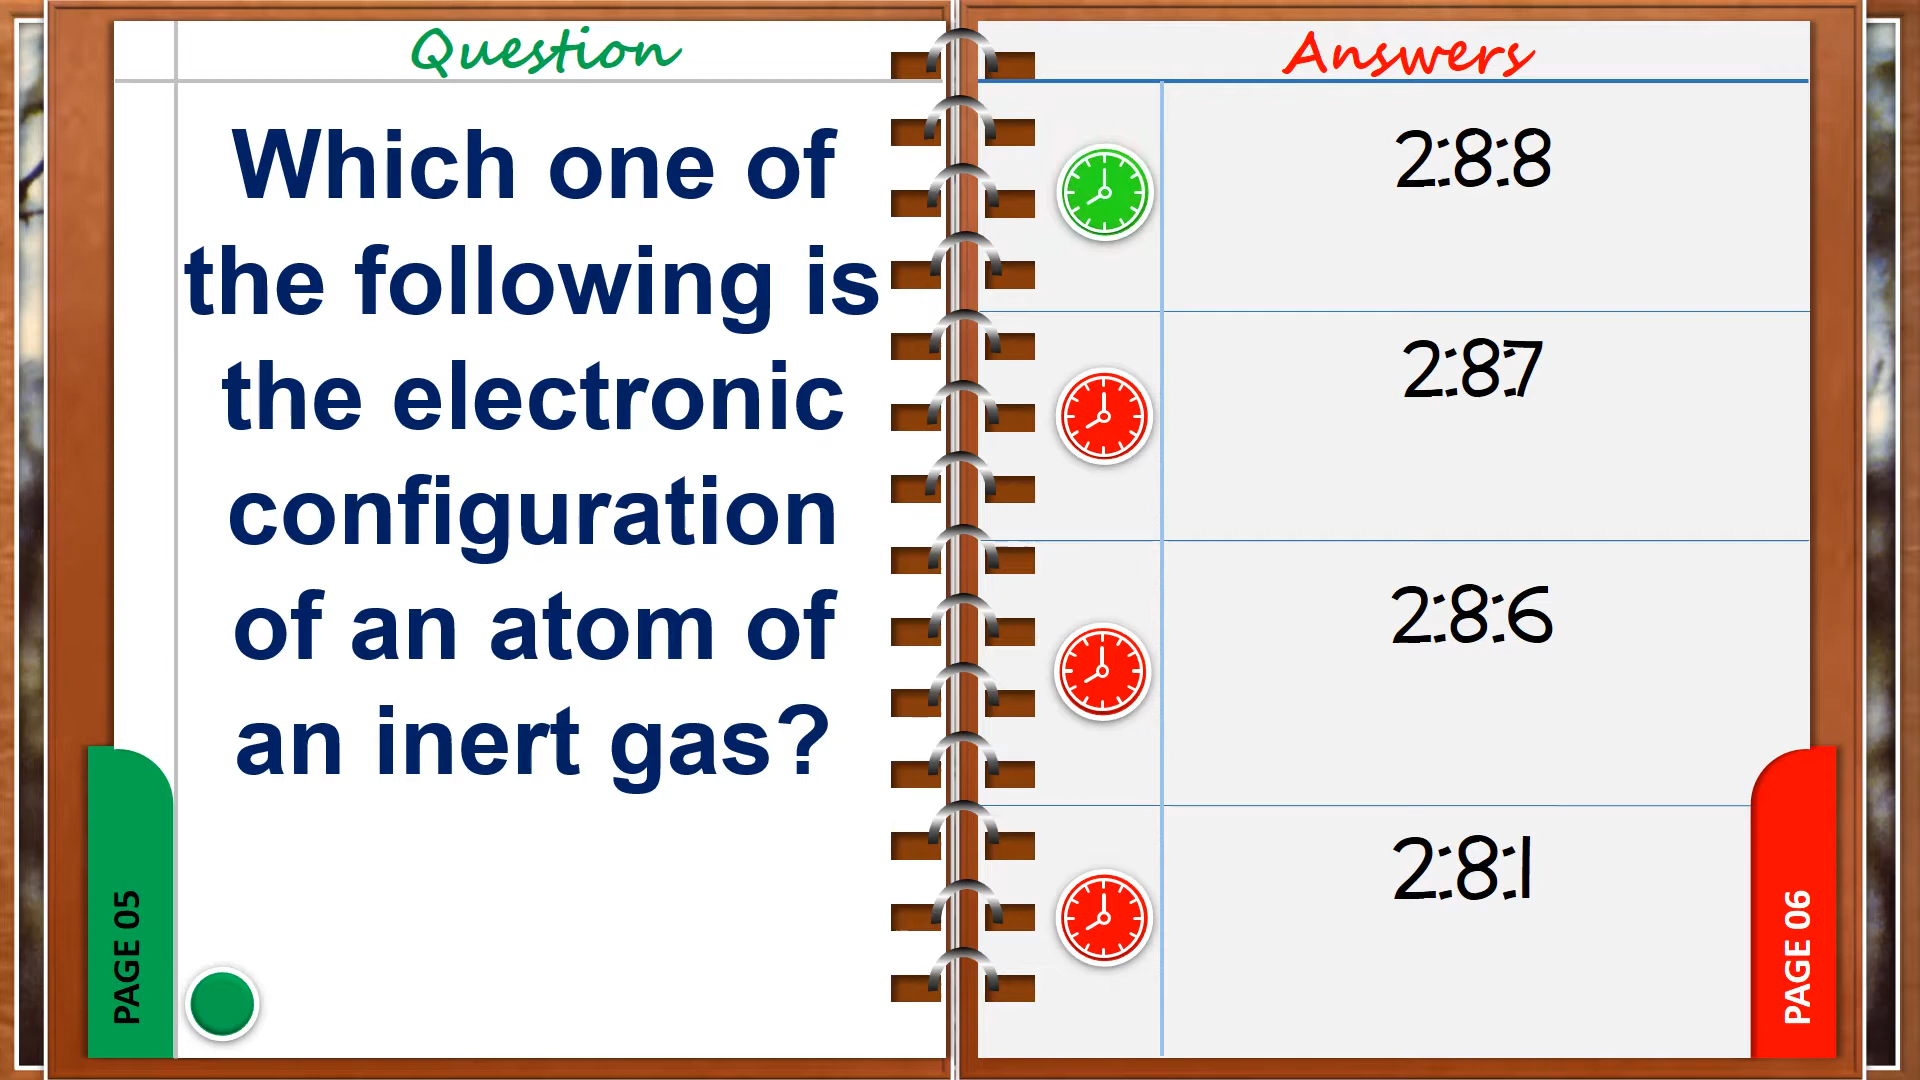 Question
Which one of
the following is
the electronic
configuration
of an atom of
an inert gas?
PAGE 05
Answers
2:8:8
2:8:7
2:8:6
2:8:1
PAGE 06